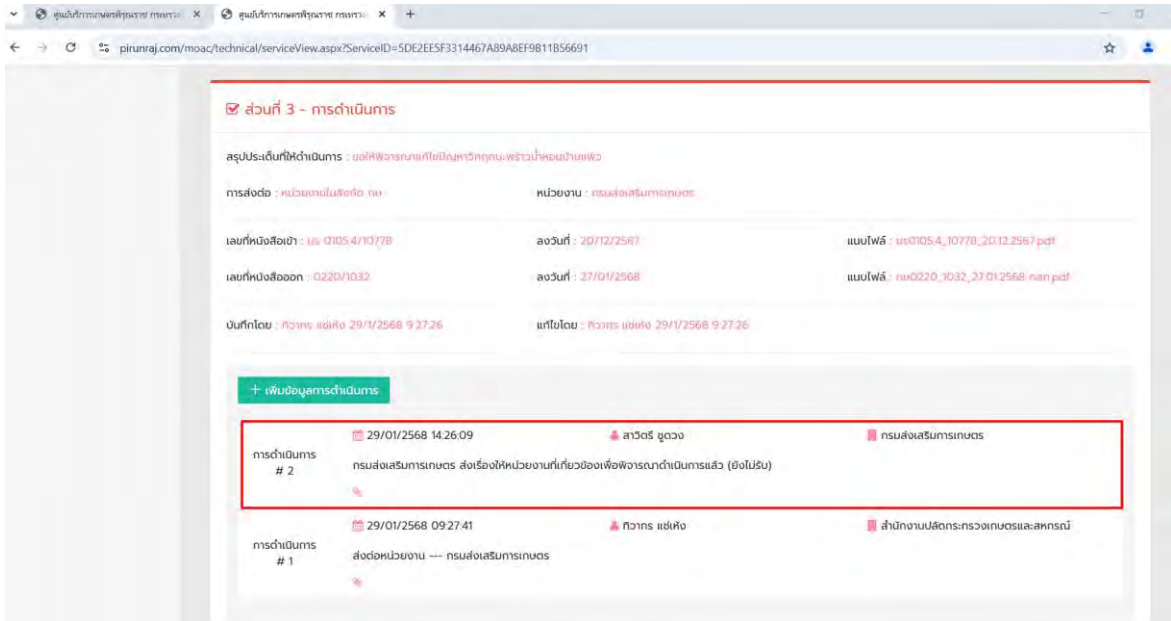 ศูนย์บริการเกษตรพิรุณราช กระทรวง
ศูนย์บริการเกษตรพิรุณราช กระทรวง
pirunraj.com/moac/technical/serviceView.aspx?ServiceID=5DE2EE5F3314467A89A8EF9B11B56691
ส่วนที่ 3 - การดำเนินการ
สรุปประเด็นที่ให้ดำเนินการ : ขอให้พิจารณาแก้ไขปัญหาวิกฤกมะพร้าวน้ำหอมบ้านแพ้ว
การส่งต่อ : หน่วยงานในสังกัด กษ หน่วยงาน : กรมส่งเสริมการเกษตร
เลขที่หนังสือเข้า : นร 0105.4/10778 ลงวันที่ : 20/12/2567 แนบไฟล์ : นร0105.4_10778_20.12.2567.pdf
เลขที่หนังสือออก : 0220/1032 ลงวันที่ : 27/01/2568 แนบไฟล์ :
บันทึกโดย : ทิวากร แซ่เห้ง 29/1/2568 9:27:26 แก้ไขโดย : ทิวากร แซ่เห้ง 29/1/2568 9:27:26
+ เพิ่มข้อมูลการดำเนินการ
การดำเนินการ # 2
29/01/2568 14:26:09 สาวิตรี ชูดวง กรมส่งเสริมการเกษตร
กรมส่งเสริมการเกษตร ส่งเรื่องให้หน่วยงานที่เกี่ยวข้องเพื่อพิจารณาดำเนินการแล้ว (ยังไม่รับ)
การดำเนินการ # 1
29/01/2568 09:27:41 ทิวากร แซ่เห้ง สำนักงานปลัดกระทรวงเกษตรและสหกรณ์
ส่งต่อหน่วยงาน --- กรมส่งเสริมการเกษตร